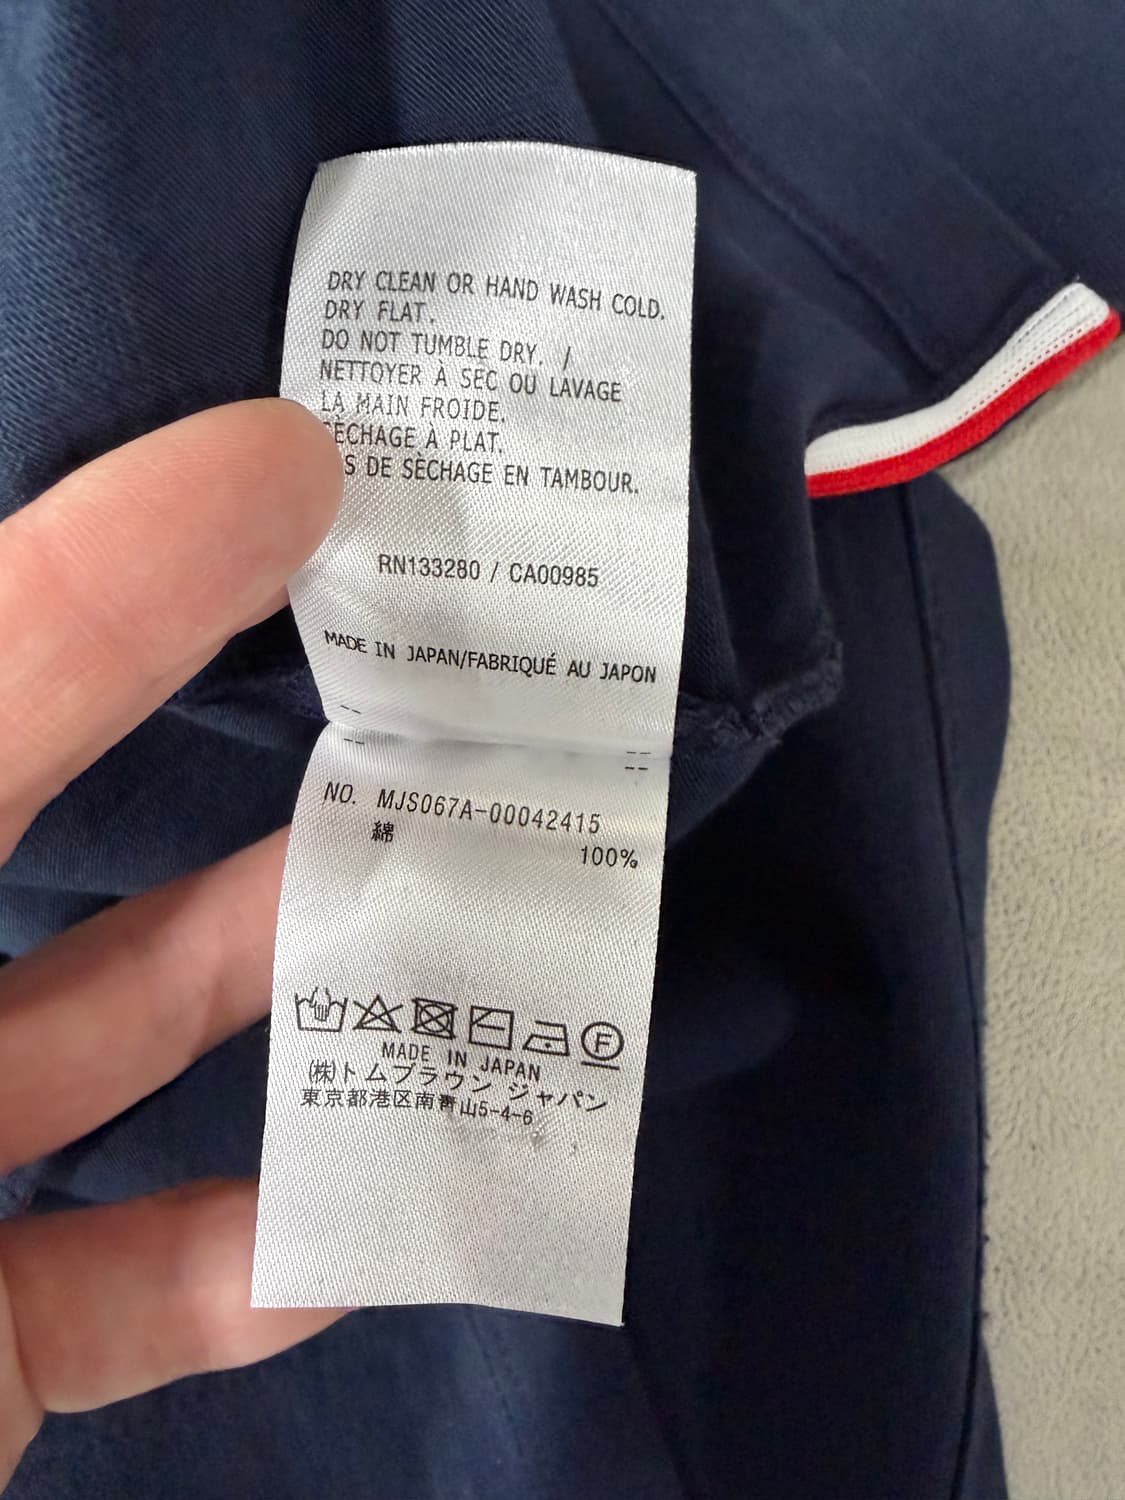 DRY CLEAN OR HAND WASH COLD.
DRY FLAT.
DO NOT TUMBLE DRY. /
NETTOYER À SEC OU LAVAGE
LA MAIN FROIDE.
SÉCHAGE À PLAT.
S DE SÈCHAGE EN TAMBOUR.
RN133280 / CA00985
MADE IN JAPAN/FABRIQUÉ AU JAPON
NO. MJS067A-00042415
綿 100%
F
MADE IN JAPAN
(株)トムブラウン ジャパン
東京都港区南青山5-4-6